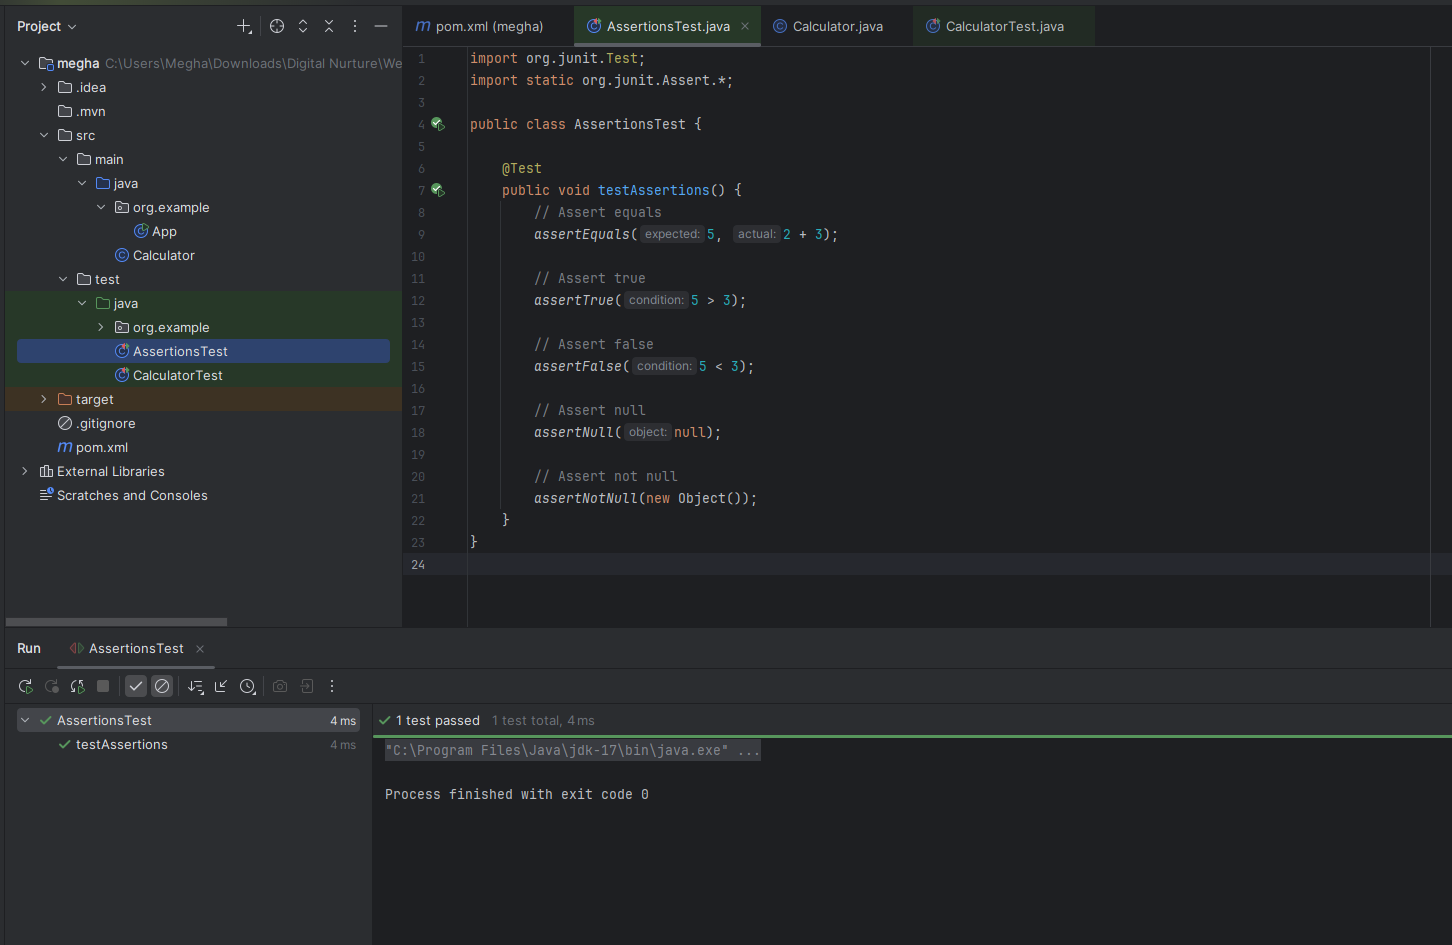 Project
megha C:\Users\Megha\Downloads\Digital Nurture\We
.idea
.mvn
src
main
java
org.example
App
Calculator
test
java
org.example
AssertionsTest
CalculatorTest
target
.gitignore
pom.xml
External Libraries
Scratches and Consoles
pom.xml (megha) AssertionsTest.java Calculator.java CalculatorTest.java
1 import org.junit.Test;
2 import static org.junit.Assert.*;
3
4 public class AssertionsTest {
5
6 @Test
7 public void testAssertions() {
8 // Assert equals
9 assertEquals( expected: 5, actual: 2 + 3);
10
11 // Assert true
12 assertTrue( condition: 5 > 3);
13
14 // Assert false
15 assertFalse( condition: 5 < 3);
16
17 // Assert null
18 assertNull( object: null);
19
20 // Assert not null
21 assertNotNull(new Object());
22 }
23 }
24
Run AssertionsTest
AssertionsTest 4 ms
testAssertions 4 ms
1 test passed 1 test total, 4 ms
"C:\Program Files\Java\jdk-17\bin\java.exe" ...
Process finished with exit code 0